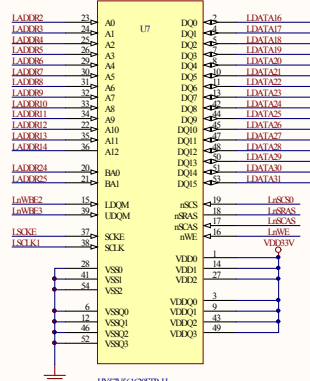 U7
LADDR2 23 A0 DQ0 2 LDATA16
LADDR3 24 A1 DQ1 4 LDATA17
LADDR4 25 A2 DQ2 5 LDATA18
LADDR5 26 A3 DQ3 7 LDATA19
LADDR6 29 A4 DQ4 8 LDATA20
LADDR7 30 A5 DQ5 10 LDATA21
LADDR8 31 A6 DQ6 11 LDATA22
LADDR9 32 A7 DQ7 13 LDATA23
LADDR10 33 A8 DQ8 42 LDATA24
LADDR11 34 A9 DQ9 44 LDATA25
LADDR12 22 A10 DQ10 45 LDATA26
LADDR13 35 A11 DQ11 47 LDATA27
LADDR14 36 A12 DQ12 48 LDATA28
DQ13 50 LDATA29
LADDR24 20 BA0 DQ14 51 LDATA30
LADDR25 21 BA1 DQ15 53 LDATA31
LnWBE2 15 LDQM nSCS 19 LnSCS0
LnWBE3 39 UDQM nSRAS 18 LnSRAS
nSCAS 17 LnSCAS
LSCKE 37 SCKE nWE 16 LnWE
LSCLK1 38 SCLK
VDD33V
28 VSS0 VDD0 1
41 VSS1 VDD1 14
54 VSS2 VDD2 27
6 VSSQ0 VDDQ0 3
12 VSSQ1 VDDQ1 9
46 VSSQ2 VDDQ2 43
52 VSSQ3 VDDQ3 49